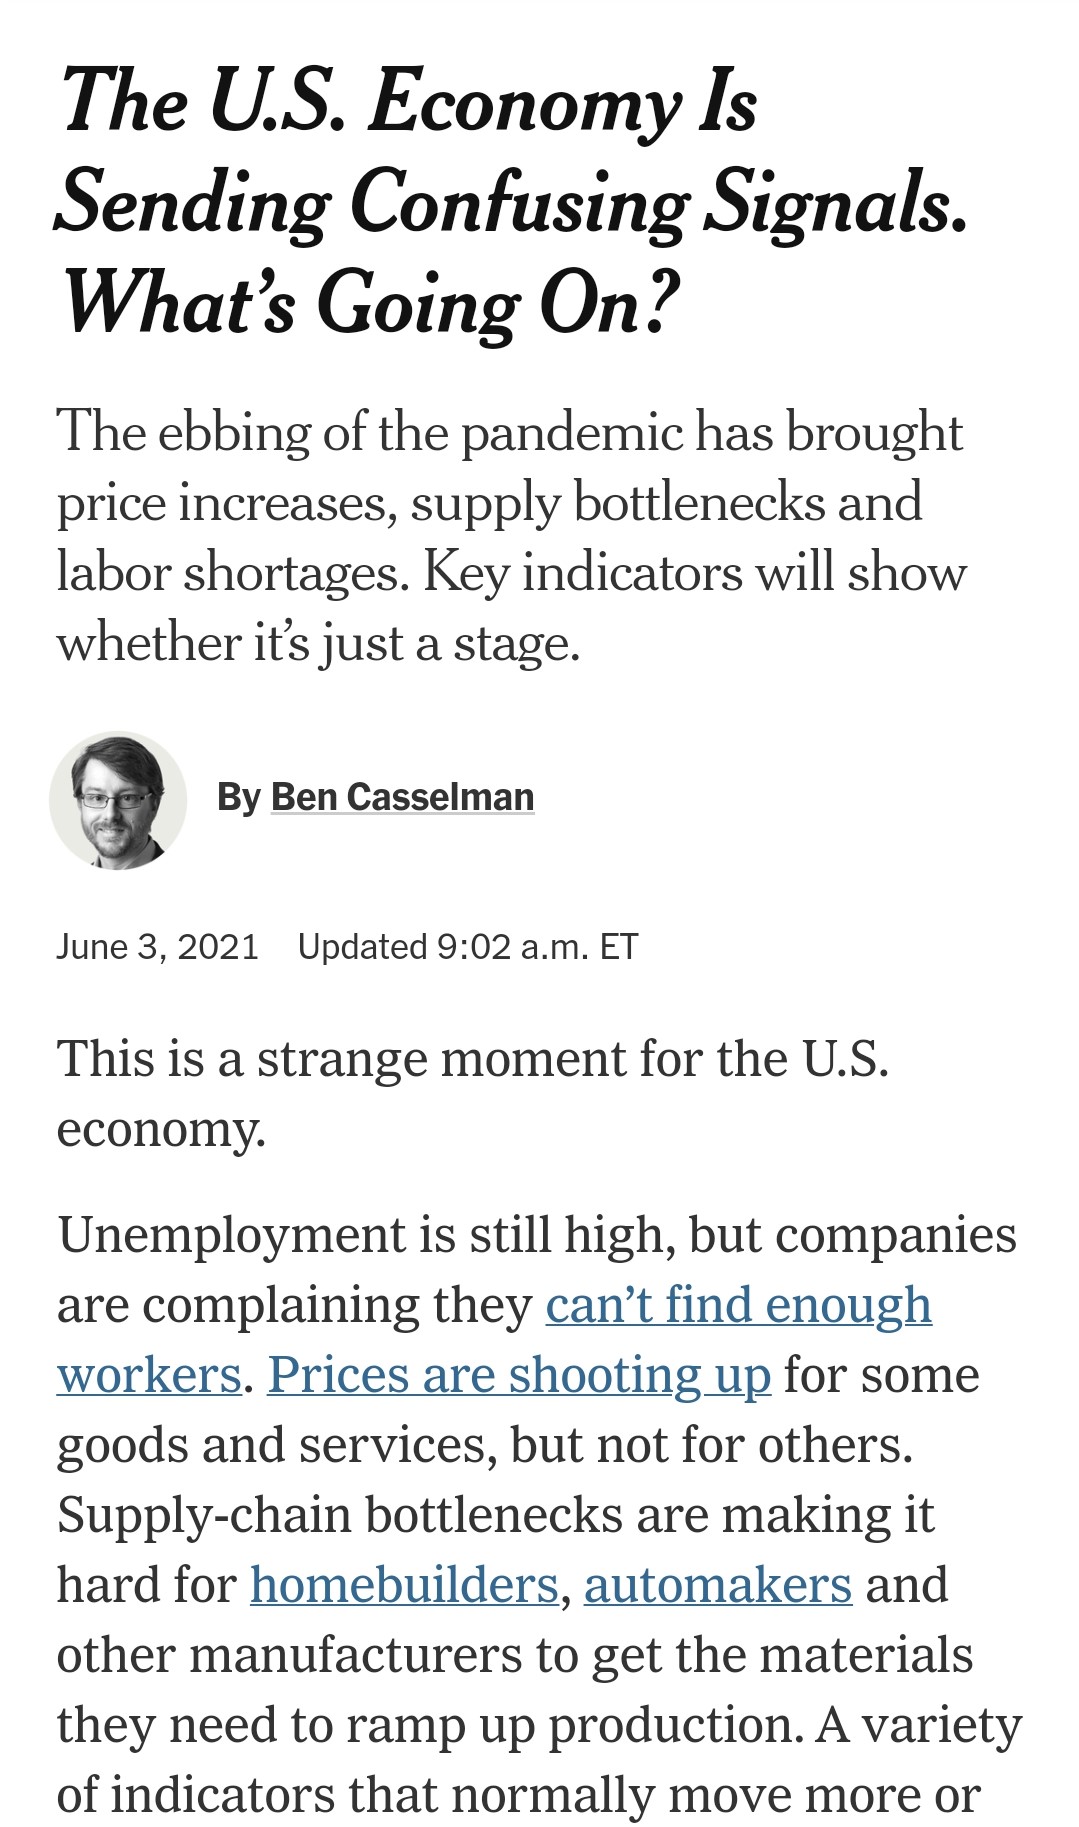 The U.S. Economy Is
Sending Confusing Signals.
What's Going On?
The ebbing of the pandemic has brought
price increases, supply bottlenecks and
labor shortages. Key indicators will show
whether it's just a stage.
By Ben Casselman
June 3, 2021 Updated 9:02 a.m. ET
This is a strange moment for the U.S.
economy.
Unemployment is still high, but companies
are complaining they can't find enough
workers. Prices are shooting up for some
goods and services, but not for others.
Supply-chain bottlenecks are making it
hard for homebuilders, automakers and
other manufacturers to get the materials
they need to ramp up production. A variety
of indicators that normally move more or